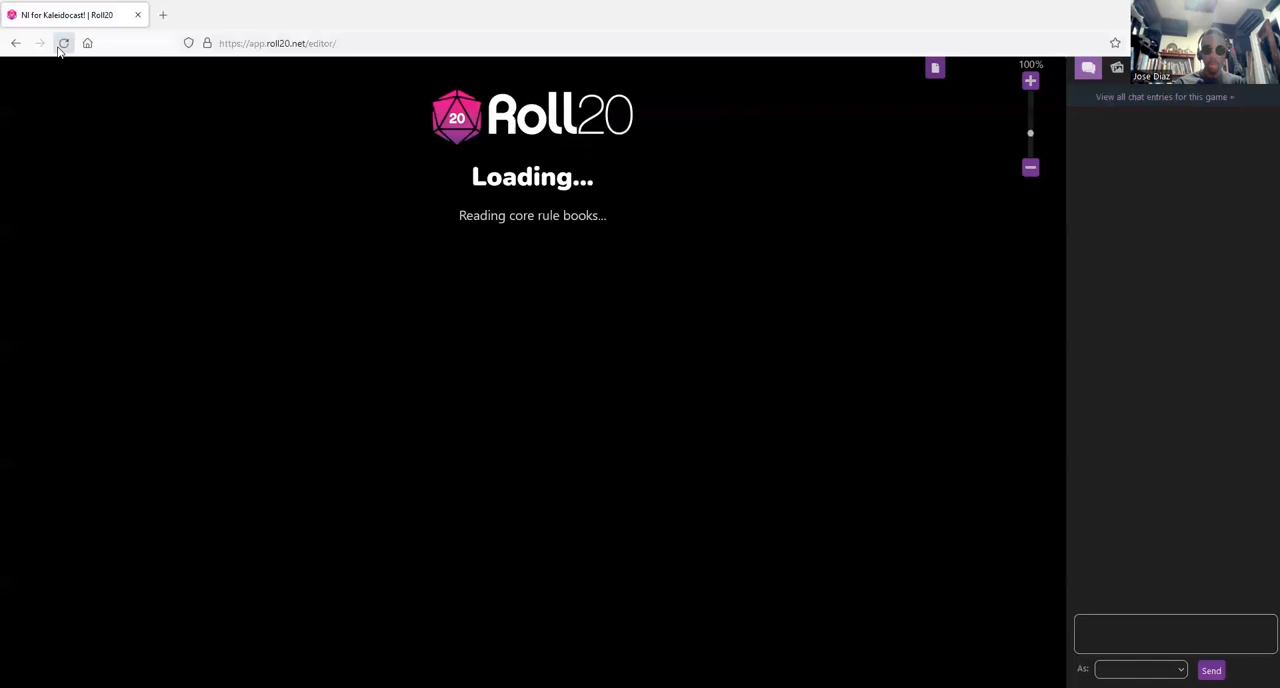 NI for Kaleidocast! | Roll20
https://app.roll20.net/editor/
Jose Diaz
100%
View all chat entries for this game »
20 Roll20
Loading...
Reading core rule books...
As:
Send